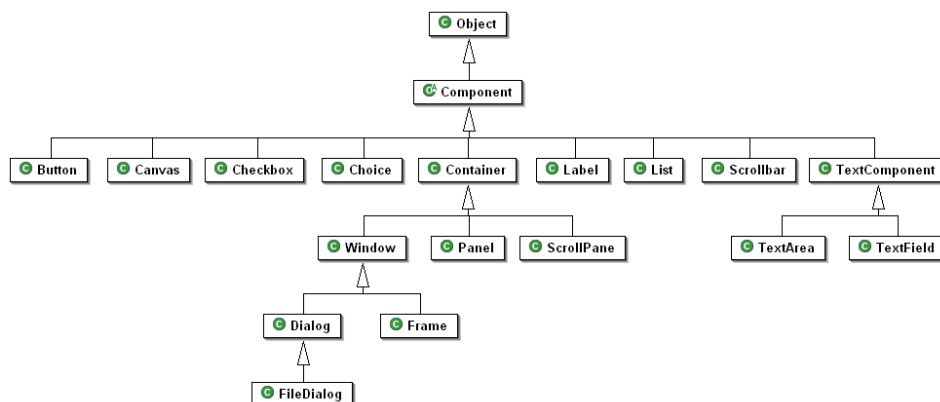 Object
Component
Button Canvas Checkbox Choice Container Label List Scrollbar TextComponent
Window Panel ScrollPane TextArea TextField
Dialog Frame
FileDialog